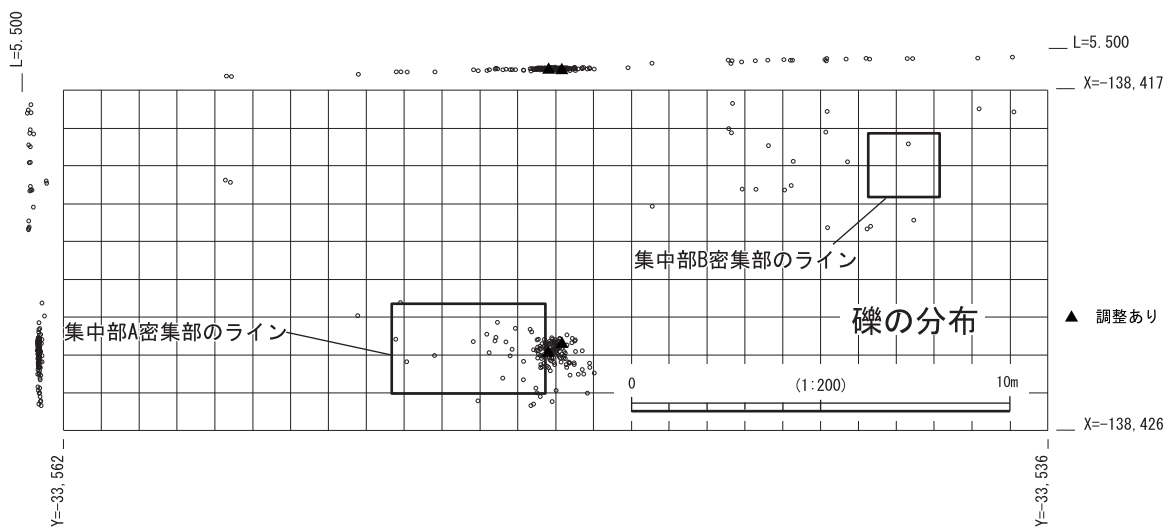 L=5.500
L=5.500
X=-138,417
集中部B密集部のライン
集中部A密集部のライン
礫の分布
▲ 調整あり
0 (1:200) 10m
X=-138,426
Y=-33,562
Y=-33,536